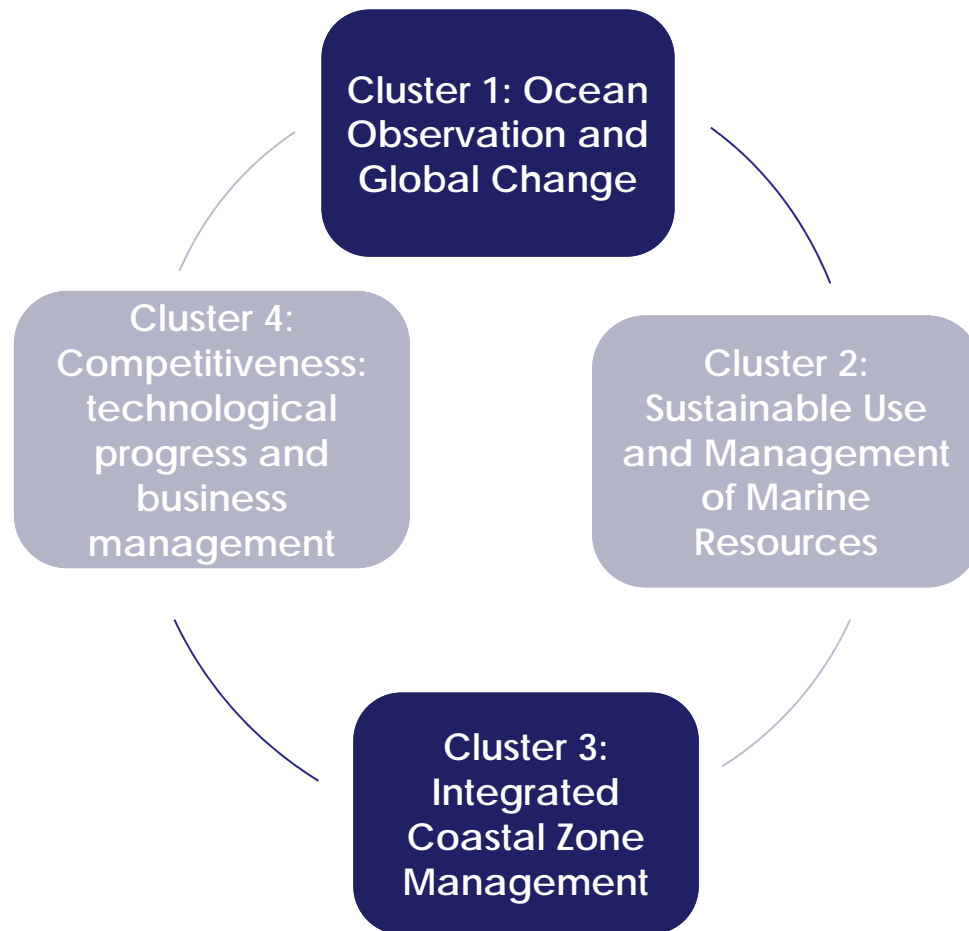 Cluster 1: Ocean
Observation and
Global Change
Cluster 2:
Sustainable Use
and Management
of Marine
Resources
Cluster 3:
Integrated
Coastal Zone
Management
Cluster 4:
Competitiveness:
technological
progress and
business
management